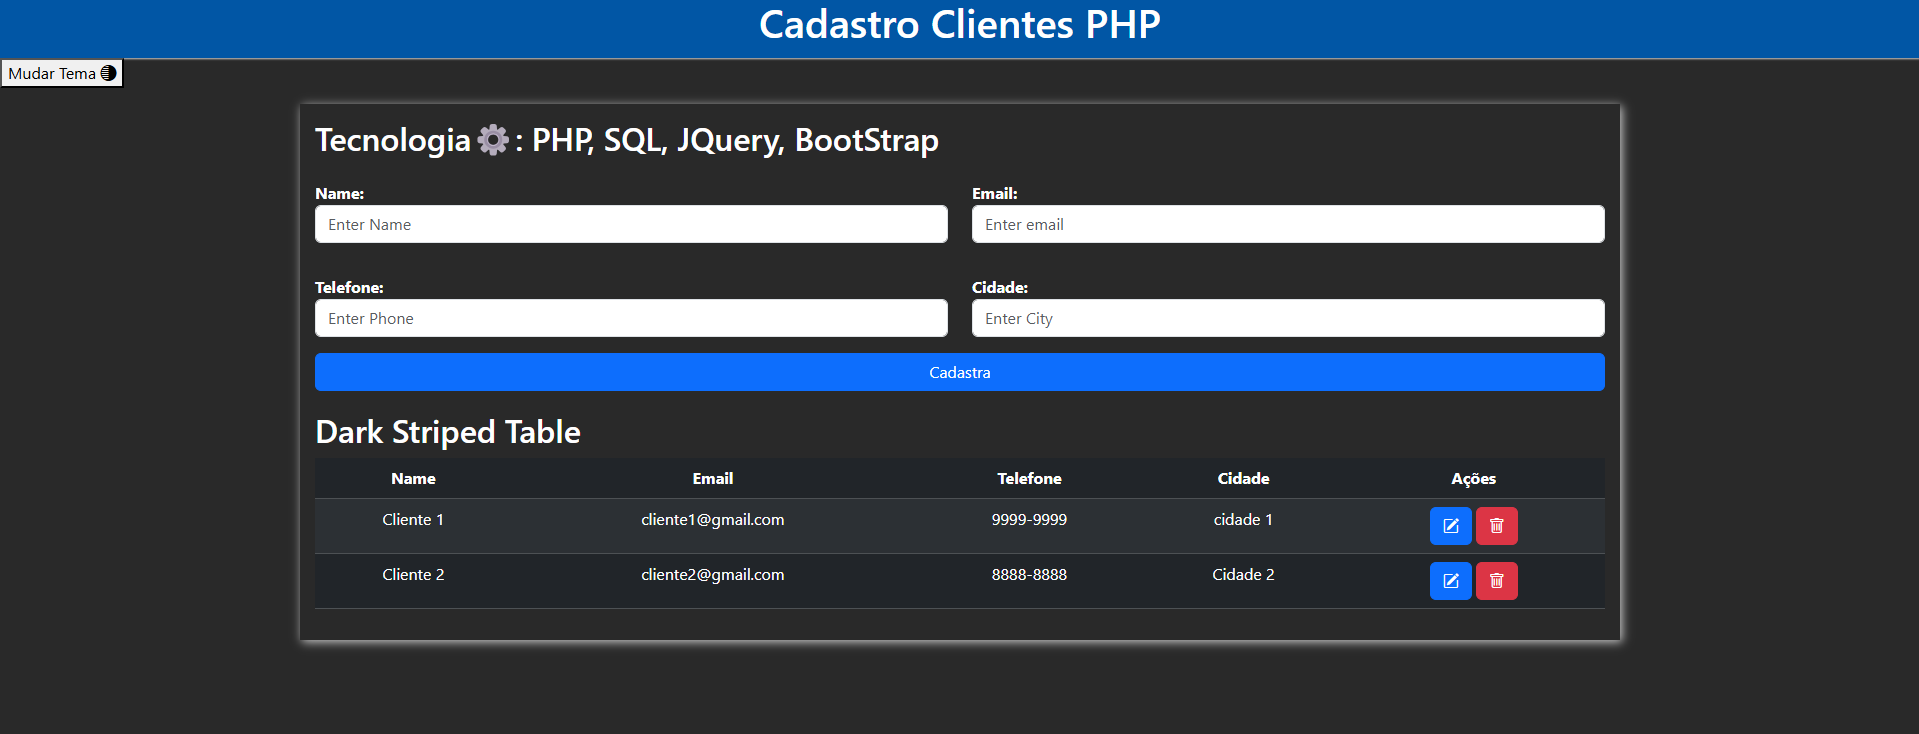 Cadastro Clientes PHP
Mudar Tema
Tecnologia : PHP, SQL, JQuery, BootStrap
Name: Email:
Enter Name Enter email
Telefone: Cidade:
Enter Phone Enter City
Cadastra
Dark Striped Table
Name Email Telefone Cidade Ações
Cliente 1 cliente1@gmail.com 9999-9999 cidade 1
Cliente 2 cliente2@gmail.com 8888-8888 Cidade 2